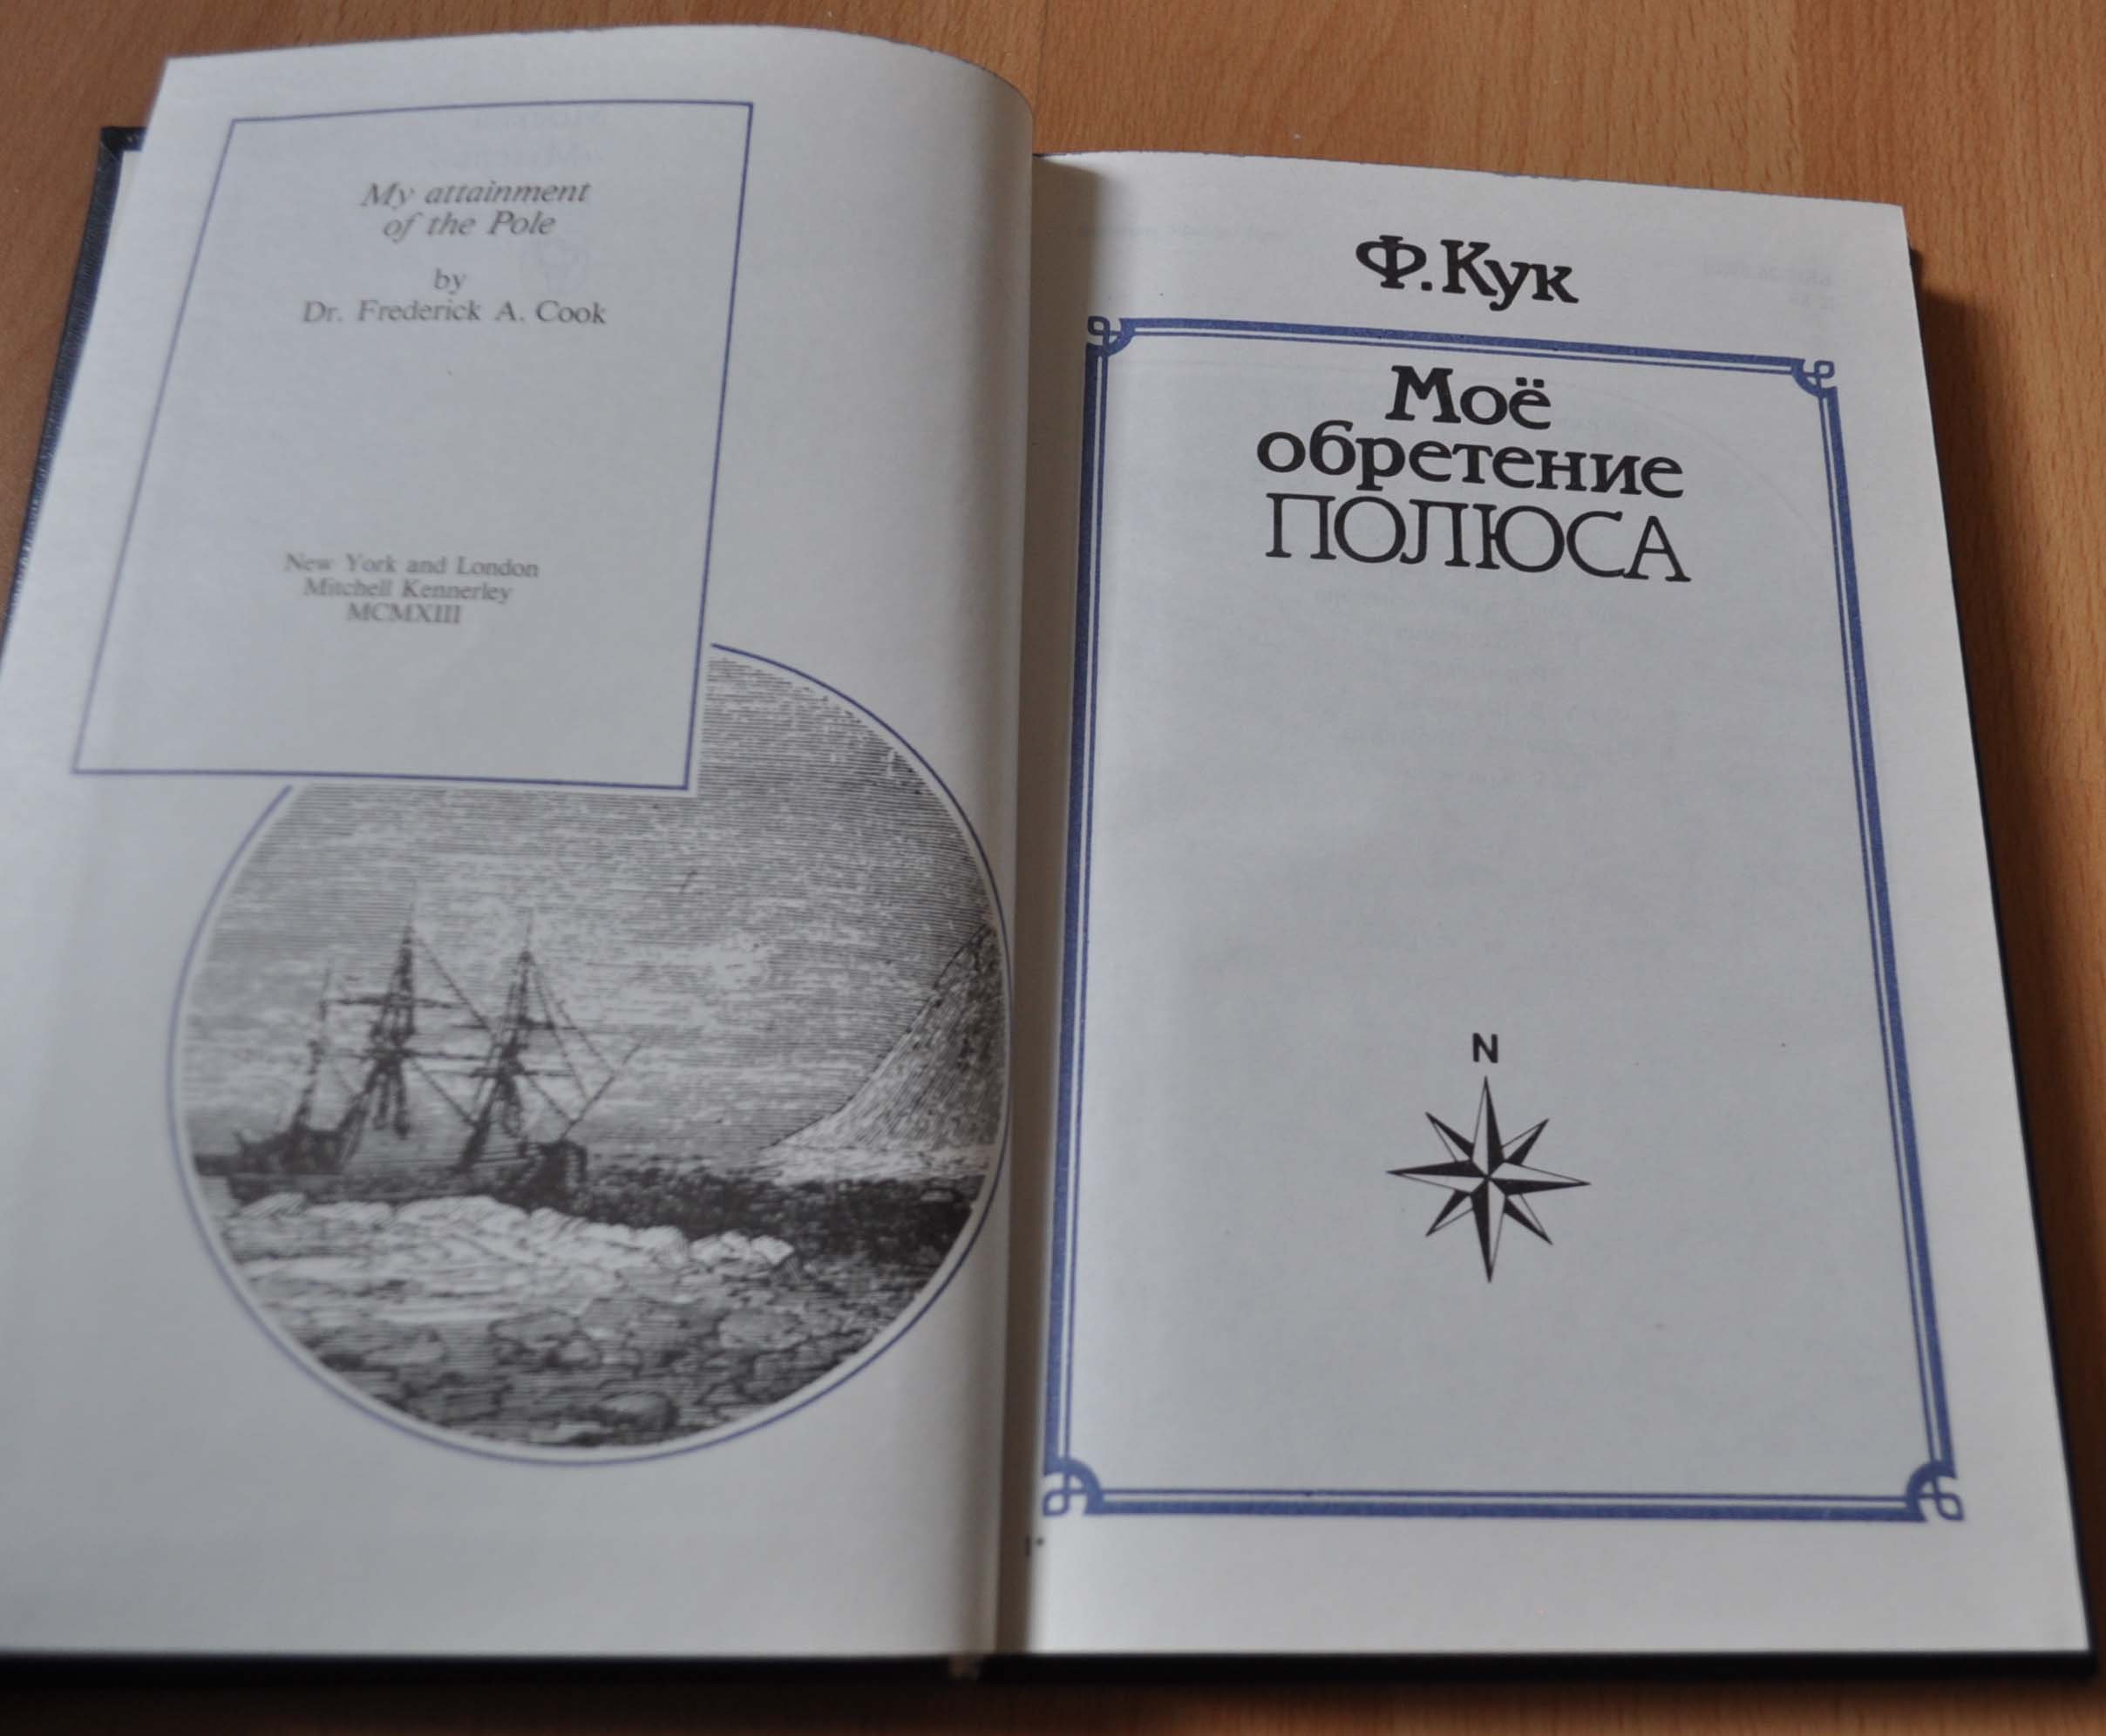 My attainment
of the Pole
by
Dr. Frederick A. Cook
New York and London
Mitchell Kennerley
MCMXIII
Ф.Кук
Моё
обретение
ПОЛЮСА
N
1*